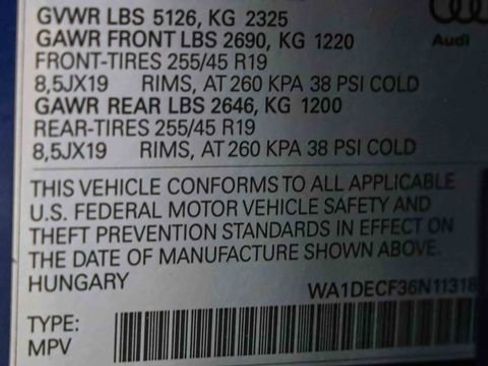 GVWR LBS 5126, KG 2325
GAWR FRONT LBS 2690, KG 1220
Audi
FRONT-TIRES 255/45 R19
8,5JX19 RIMS, AT 260 KPA 38 PSI COLD
GAWR REAR LBS 2646, KG 1200
REAR-TIRES 255/45 R19
8,5JX19 RIMS, AT 260 KPA 38 PSI COLD
THIS VEHICLE CONFORMS TO ALL APPLICABLE
U.S. FEDERAL MOTOR VEHICLE SAFETY AND
THEFT PREVENTION STANDARDS IN EFFECT ON
THE DATE OF MANUFACTURE SHOWN ABOVE.
HUNGARY
WA1DECF36N11318
TYPE:
MPV